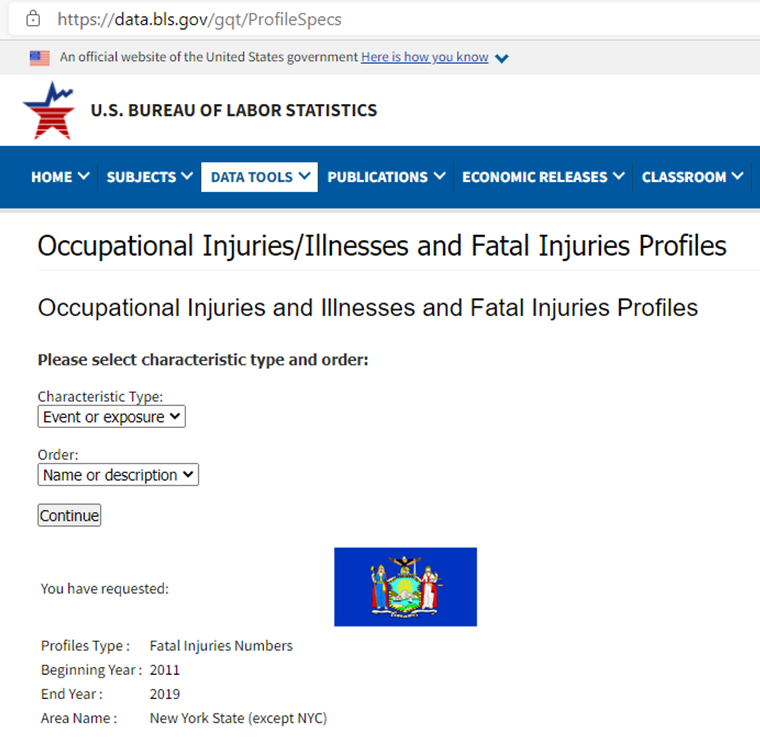 https://data.bls.gov/gqt/ProfileSpecs
An official website of the United States government Here is how you know
U.S. BUREAU OF LABOR STATISTICS
HOME SUBJECTS DATA TOOLS PUBLICATIONS ECONOMIC RELEASES CLASSROOM
Occupational Injuries/Illnesses and Fatal Injuries Profiles
Occupational Injuries and Illnesses and Fatal Injuries Profiles
Please select characteristic type and order:
Characteristic Type:
Event or exposure
Order:
Name or description
Continue
You have requested:
Profiles Type : Fatal Injuries Numbers
Beginning Year : 2011
End Year : 2019
Area Name : New York State (except NYC)